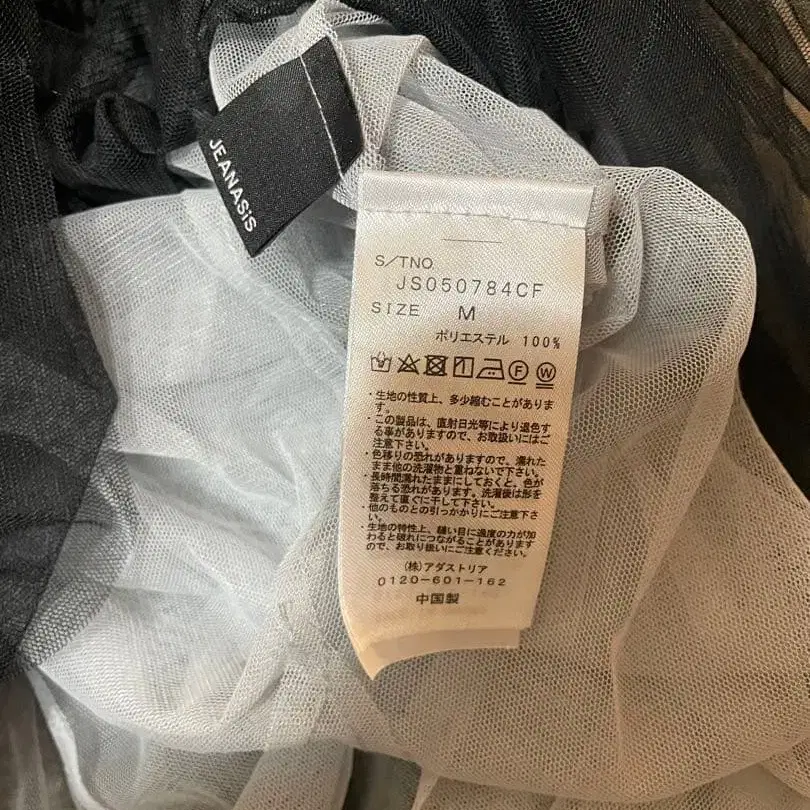 JEANASIS
S/TNO.
JS050784CF
SIZE M
ポリエステル 100%
F W
・生地の性質上、多少縮むことがありま
す。
・この製品は、直射日光等により退色す
る事がありますので、お取扱いにはご
注意下さい。
・色移りの恐れがありますので、濡れた
まま他の洗濯物と重ねないで下さい。
・長時間濡れたままにしておくと、色が
落ちる恐れがあります。洗濯後は形を
整えて直ぐに干して下さい。
・他のものとの引っかかりにご注意下さ
い。
・生地の特性上、縫い目に過度の力が加
わると破れにつながることがあります
ので、お取り扱いにご注意下さい。
(株)アダストリア
0120-601-162
中国製